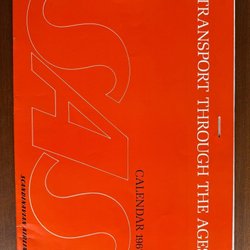 TRANSPORT THROUGH THE AGE
CALENDAR 196
SAS
SCANDINAVIAN